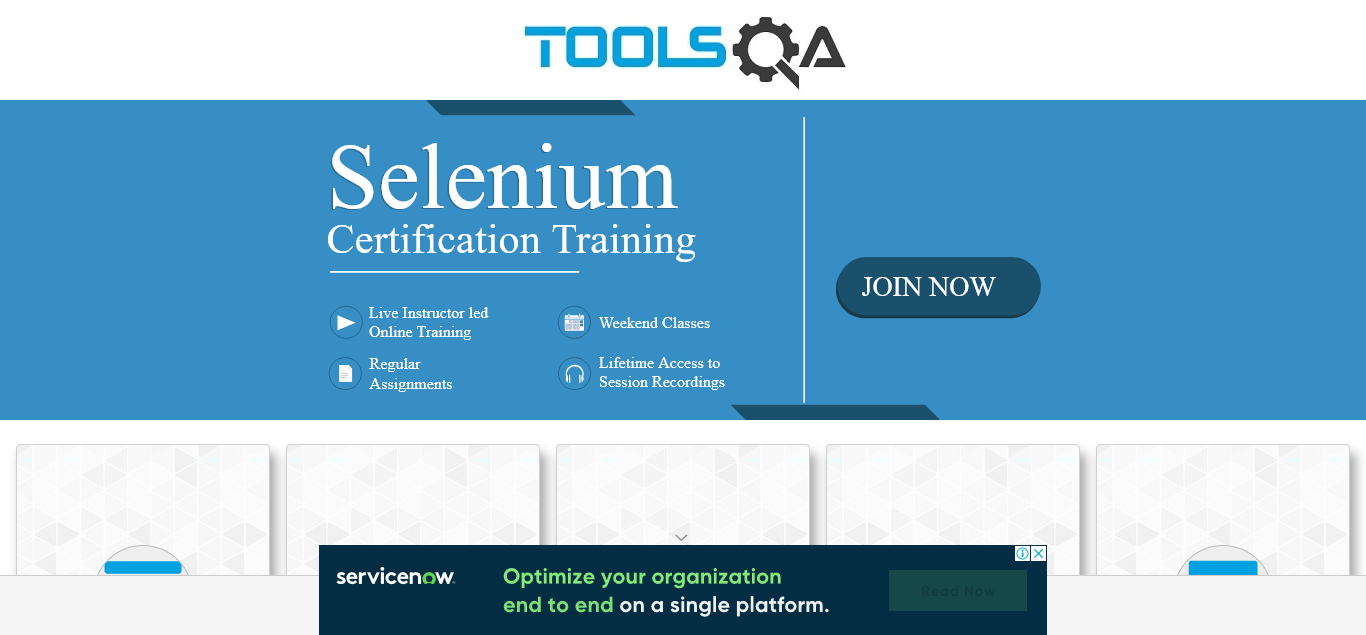 TOOLSQA
Selenium
Certification Training
Live Instructor led
Online Training
Weekend Classes
Regular
Assignments
Lifetime Access to
Session Recordings
JOIN NOW
servicenow
Optimize your organization
end to end on a single platform.
Read Now